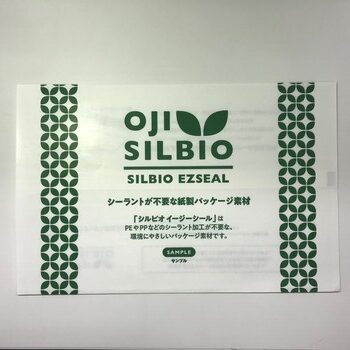 OJI
SILBIO
SILBIO EZSEAL
シーラントが不要な紙製パッケージ素材
「シルビオ イージーシール」は
PEやPPなどのシーラント加工が不要な、
環境にやさしいパッケージ素材です。
SAMPLE
サンプル